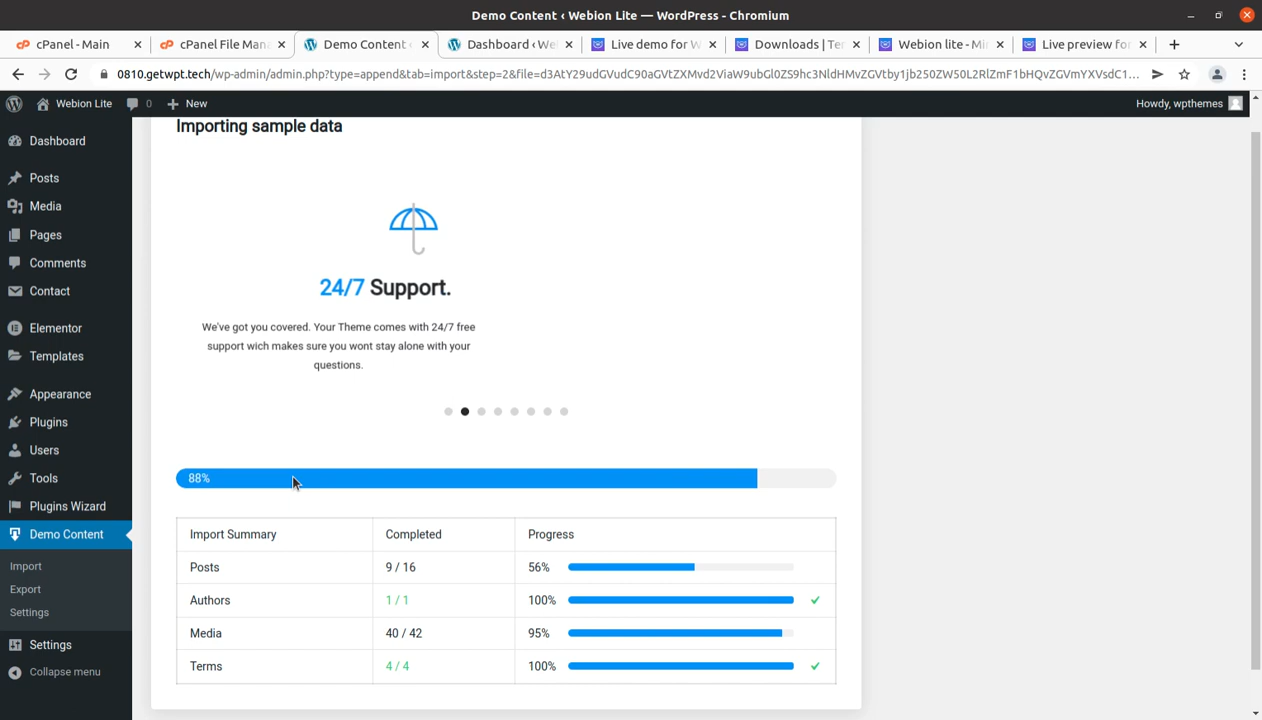 Demo Content ‹ Webion Lite — WordPress - Chromium
cPanel - Main
cPanel File Man
Demo Content ‹
Dashboard ‹ We
Live demo for W
Downloads | Te
Webion lite - Mi
Live preview for
0810.getwpt.tech/wp-admin/admin.php?type=append&tab=import&step=2&file=d3AtY29udGVudC90aGVtZXMvd2ViaW9ubGl0ZS9hc3NldHMvZGVtby1jb250ZW50L2RlZmF1bHQvZGVmYXVsdC1...
Webion Lite
0
New
Howdy, wpthemes
Dashboard
Posts
Media
Pages
Comments
Contact
Elementor
Templates
Appearance
Plugins
Users
Tools
Plugins Wizard
Demo Content
Import
Export
Settings
Settings
Collapse menu
Importing sample data
24/7 Support.
We've got you covered. Your Theme comes with 24/7 free
support wich makes sure you wont stay alone with your
questions.
88%
Import Summary Completed Progress
Posts 9 / 16 56%
Authors 1 / 1 100%
Media 40 / 42 95%
Terms 4 / 4 100%